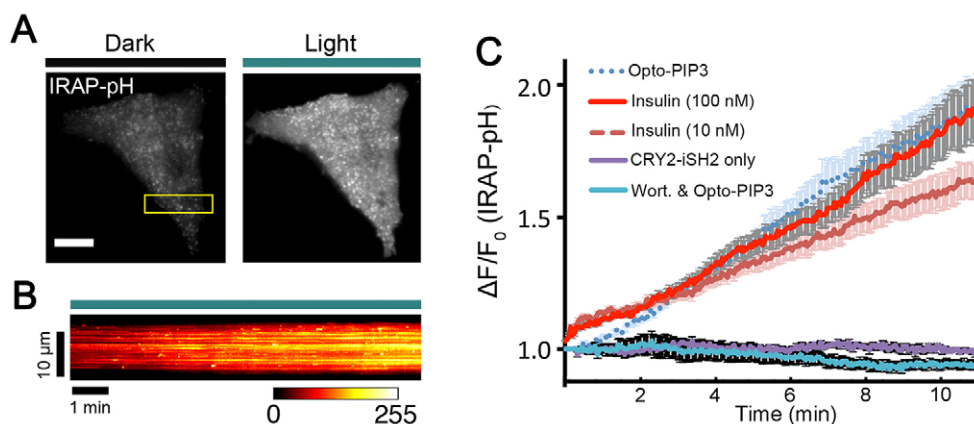 A
Dark
Light
IRAP-pH
B
10 μm
1 min
0
255
C
ΔF/F0 (IRAP-pH)
2.0
1.5
1.0
Opto-PIP3
Insulin (100 nM)
Insulin (10 nM)
CRY2-iSH2 only
Wort. & Opto-PIP3
2
4
6
8
10
Time (min)